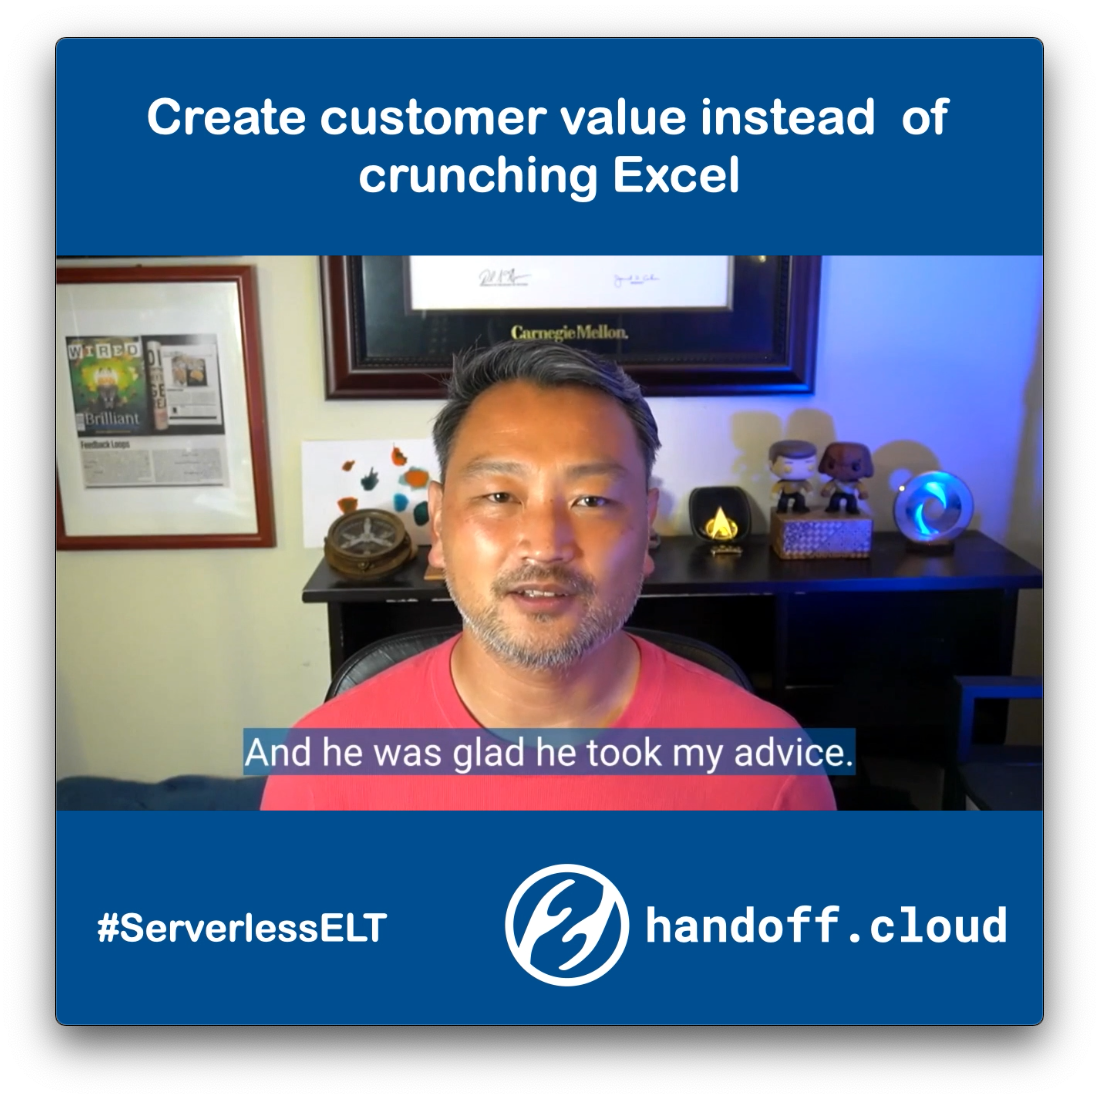 Create customer value instead  of
crunching Excel
Carnegie Mellon.
WIRED
Brilliant
Feedback Loops
And he was glad he took my advice.
#ServerlessELT
handoff.cloud